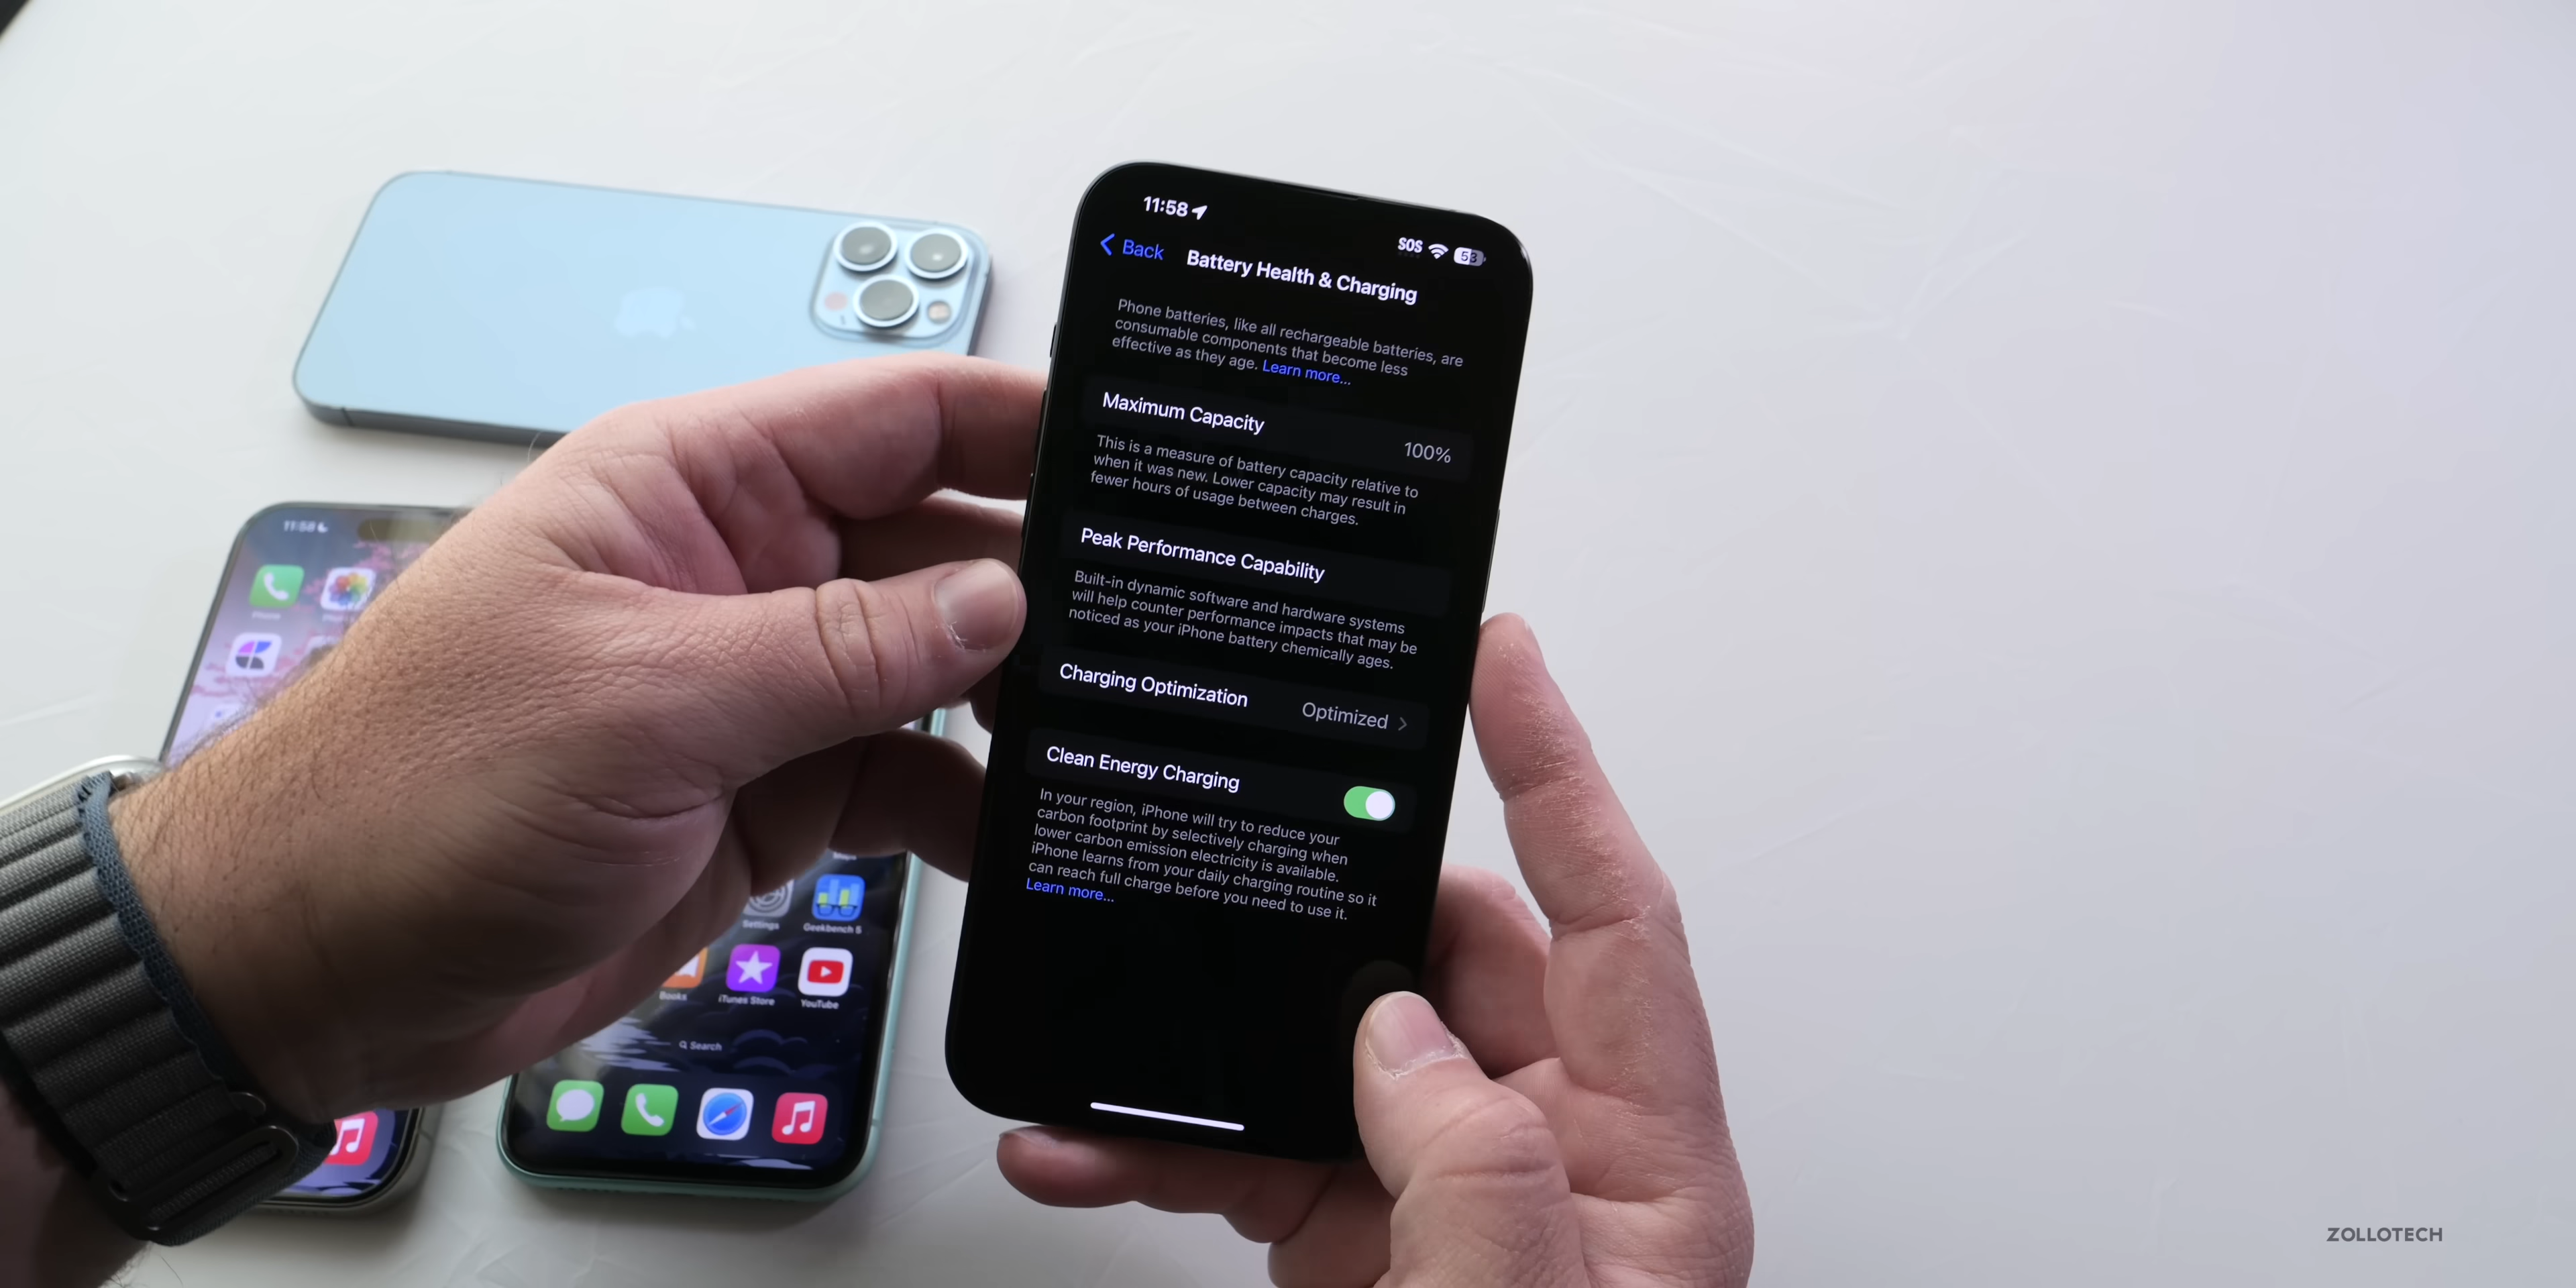 11:58
SOS
53
Back
Battery Health & Charging
Phone batteries, like all rechargeable batteries, are
consumable components that become less
effective as they age. Learn more...
Maximum Capacity
100%
This is a measure of battery capacity relative to
when it was new. Lower capacity may result in
fewer hours of usage between charges.
Peak Performance Capability
Built-in dynamic software and hardware systems
will help counter performance impacts that may be
noticed as your iPhone battery chemically ages.
Charging Optimization
Optimized
Clean Energy Charging
In your region, iPhone will try to reduce your
carbon footprint by selectively charging when
lower carbon emission electricity is available.
iPhone learns from your daily charging routine so it
can reach full charge before you need to use it.
Learn more...
11:58
Phone
Maps
Settings
Geekbench 5
Books
iTunes Store
YouTube
Search
ZOLLOTECH